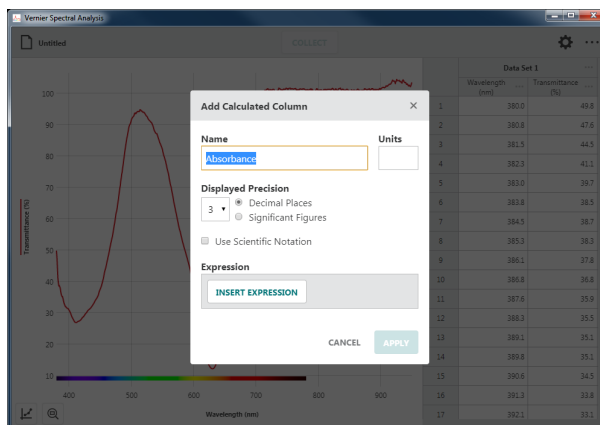 Vernier Spectral Analysis
Untitled
COLLECT
Data Set 1
Wavelength (nm)
Transmittance (%)
1 380.0 49.8
2 380.8 47.6
3 381.5 44.5
4 382.3 41.1
5 383.0 39.7
6 383.8 38.5
7 384.5 38.7
8 385.3 38.3
9 386.1 37.8
10 386.8 36.8
11 387.6 35.9
12 388.3 35.5
13 389.1 35.1
14 389.8 35.1
15 390.6 34.5
16 391.3 33.8
17 392.1 33.1
Transmittance (%)
100
90
80
70
60
50
40
30
20
10
400 500 600 700 800 900
Wavelength (nm)
Add Calculated Column
×
Name Units
Absorbance
Displayed Precision
3
Decimal Places
Significant Figures
Use Scientific Notation
Expression
INSERT EXPRESSION
CANCEL APPLY